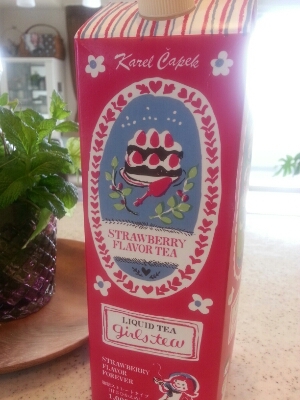 Karel Čapek
STRAWBERRY
FLAVOR TEA
LIQUID TEA
girls tea
STRAWBERRY
FLAVOR
FOREVER